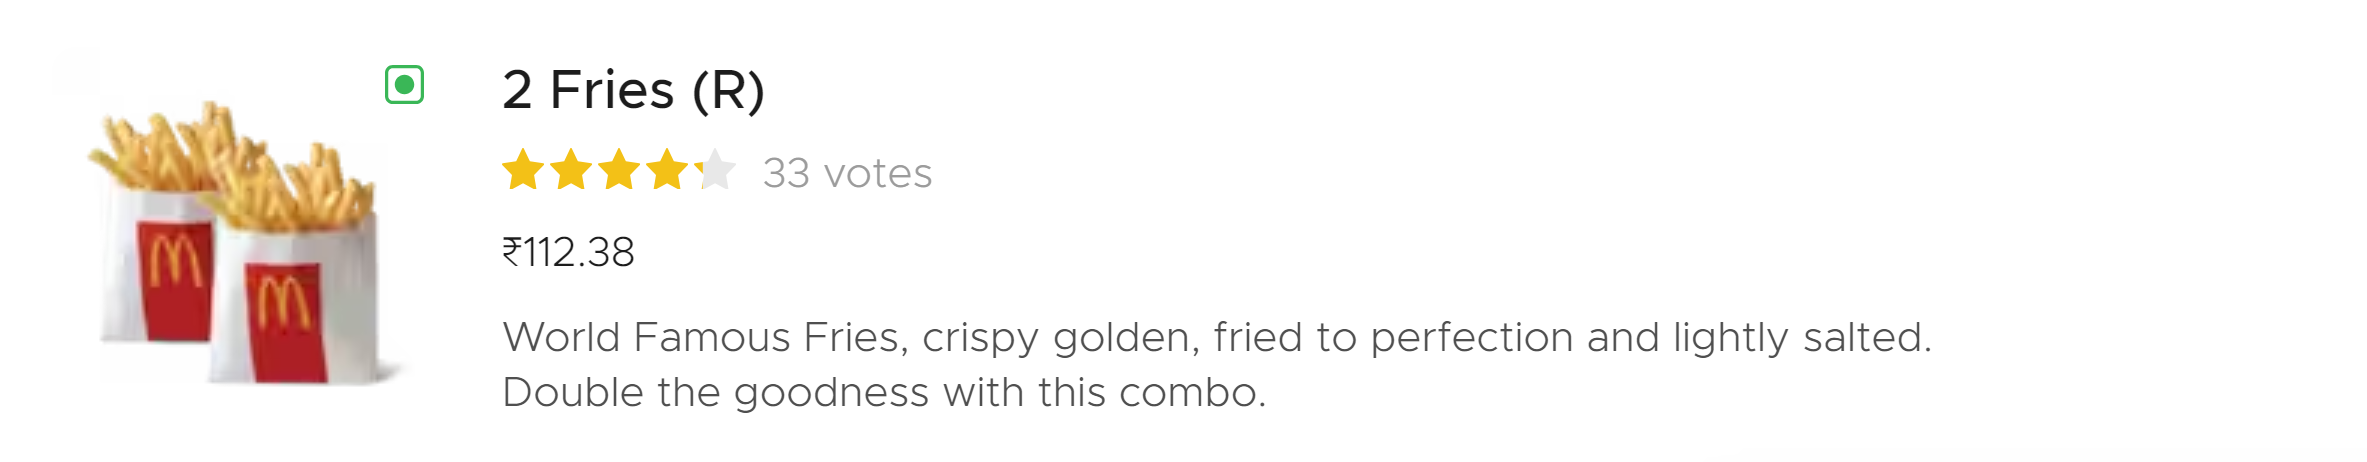 2 Fries (R)
33 votes
₹112.38
World Famous Fries, crispy golden, fried to perfection and lightly salted.
Double the goodness with this combo.